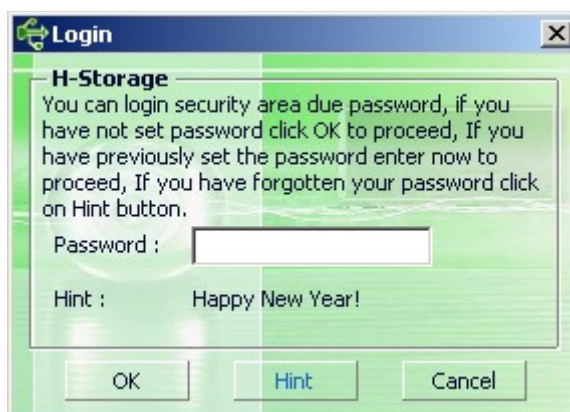 Login
H-Storage
You can login security area due password, if you
have not set password click OK to proceed, If you
have previously set the password enter now to
proceed, If you have forgotten your password click
on Hint button.
Password :
Hint : Happy New Year!
OK Hint Cancel